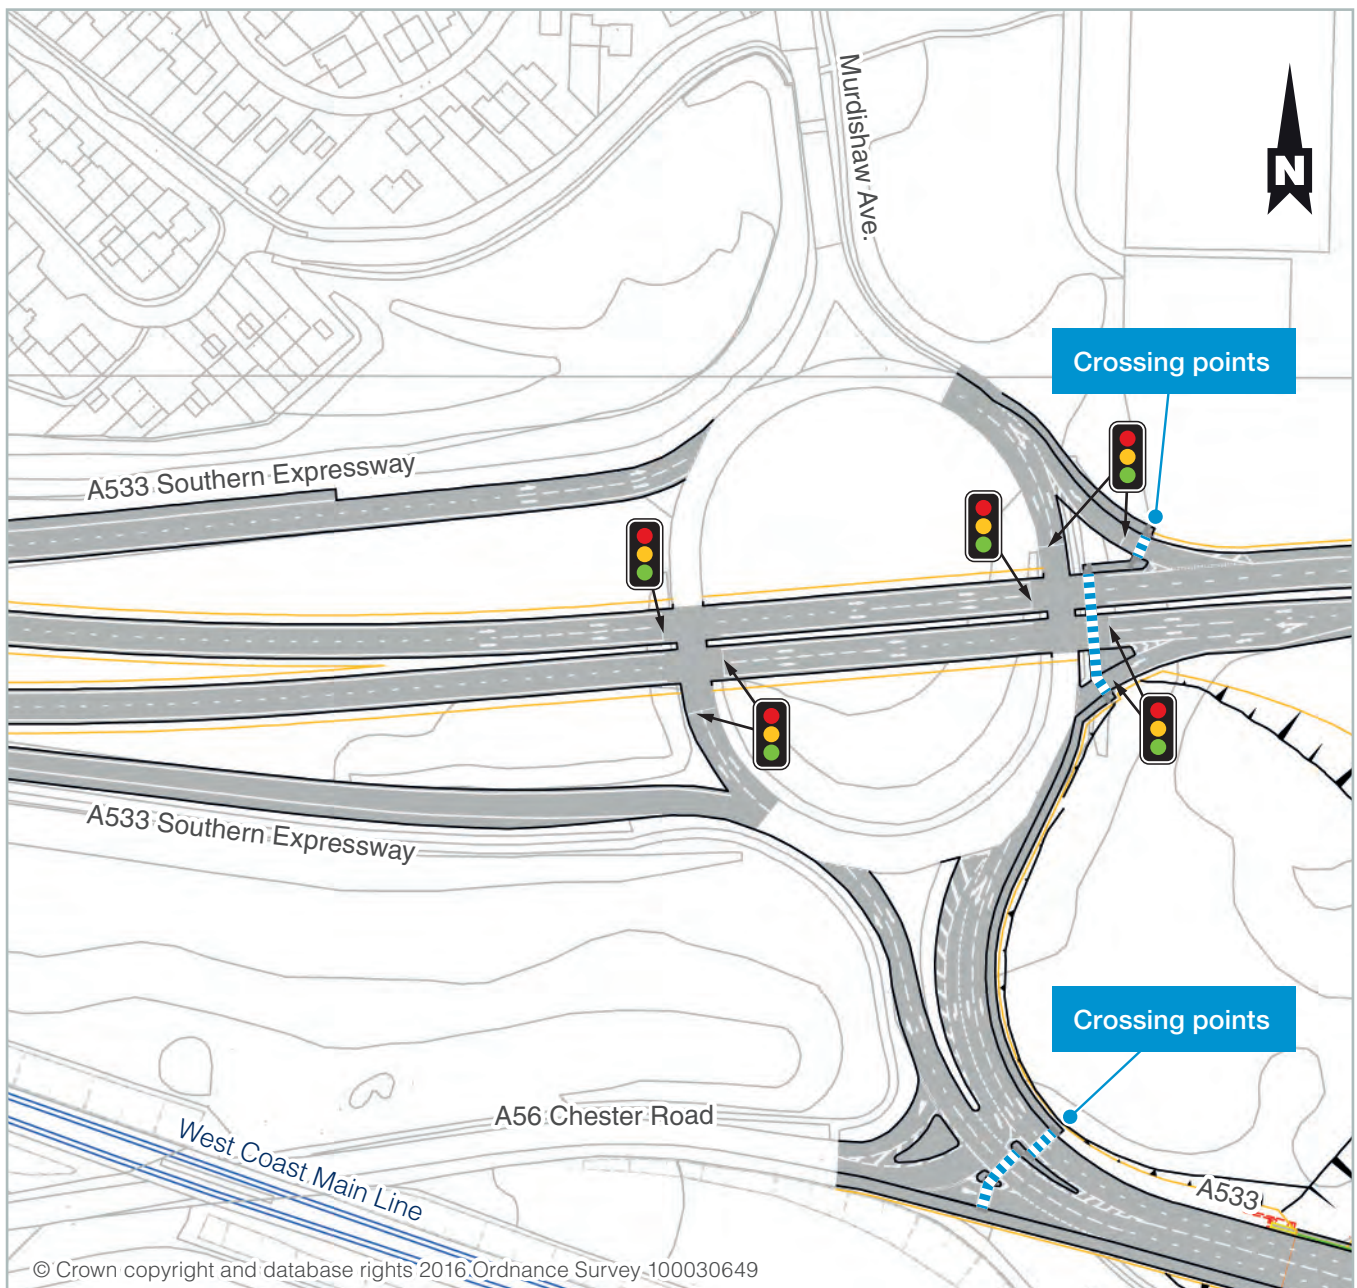 Murdishaw Ave.
N
Crossing points
A533 Southern Expressway
A533 Southern Expressway
Crossing points
A56 Chester Road
West Coast Main Line
A533
© Crown copyright and database rights 2016.Ordnance Survey 100030649